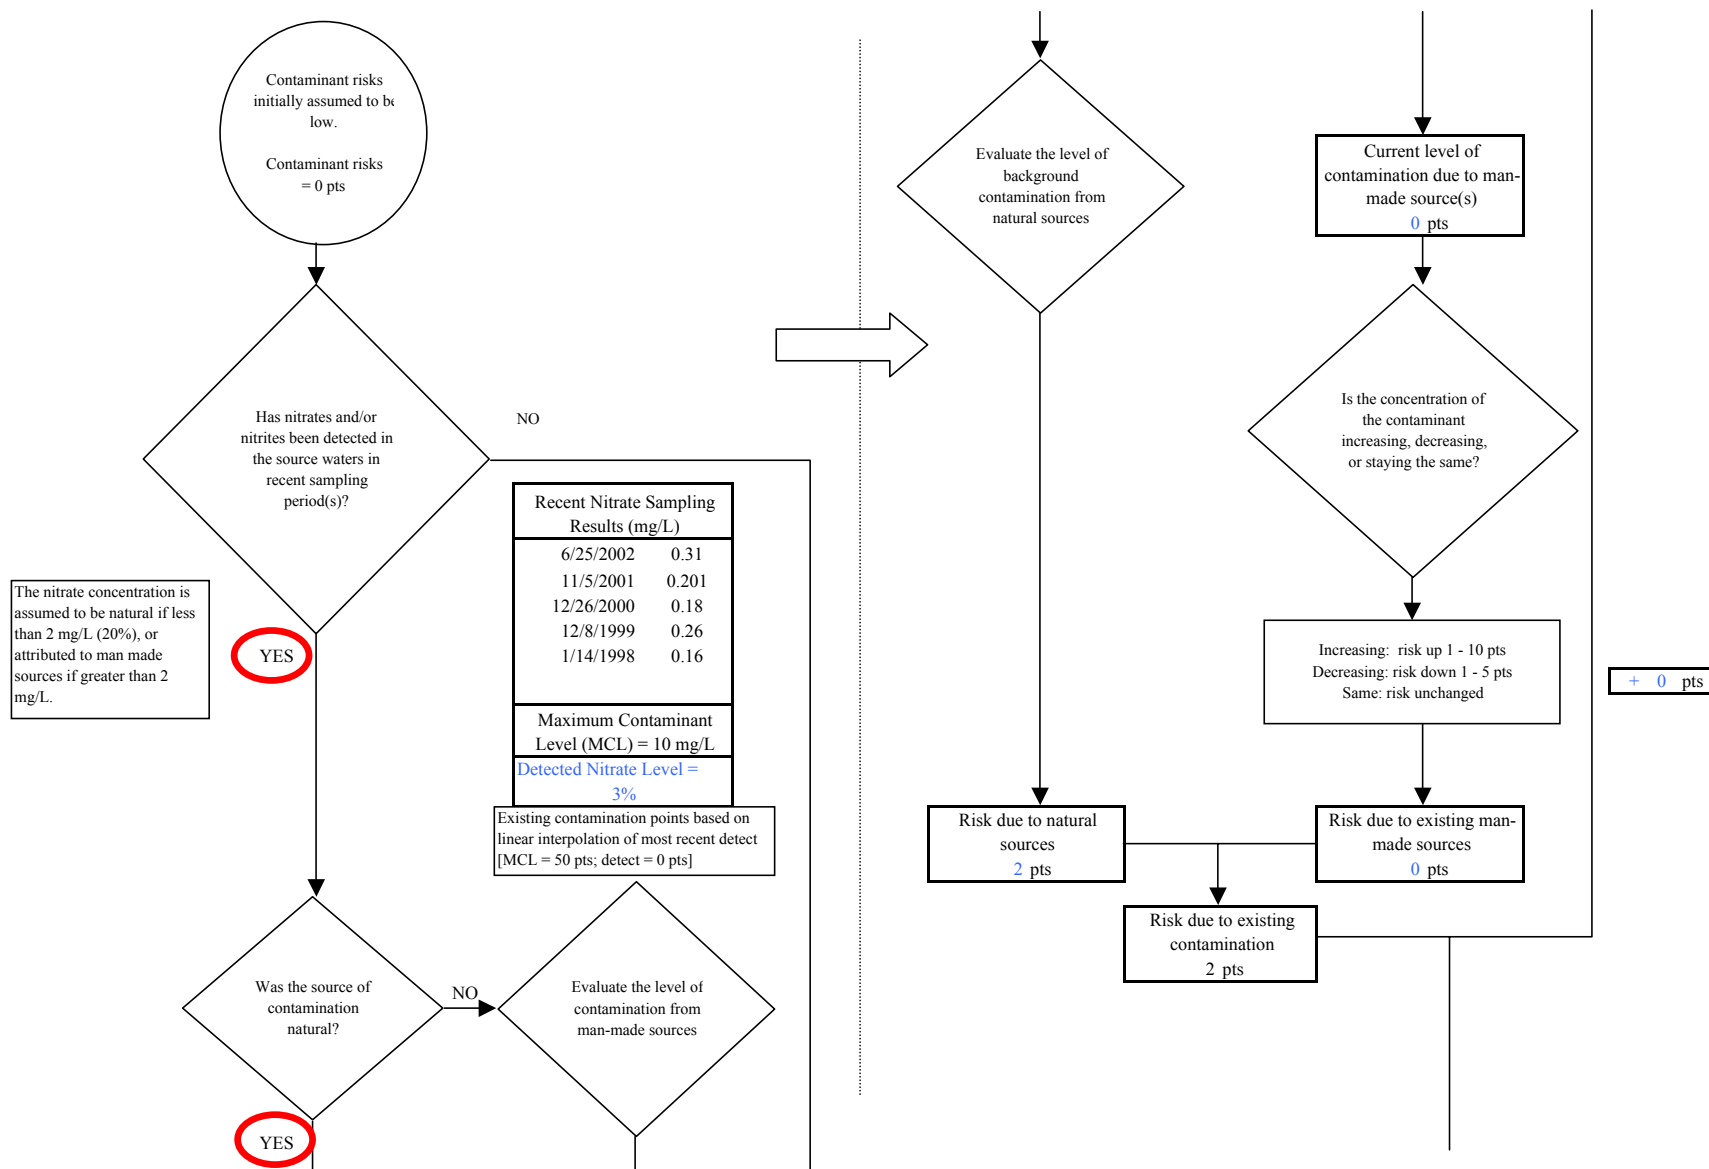 Contaminant risks
initially assumed to be
low.
Contaminant risks
= 0 pts
Has nitrates and/or
nitrites been detected in
the source waters in
recent sampling
period(s)?
NO
Recent Nitrate Sampling
Results (mg/L)
6/25/2002 0.31
11/5/2001 0.201
12/26/2000 0.18
12/8/1999 0.26
1/14/1998 0.16
Maximum Contaminant
Level (MCL) = 10 mg/L
Detected Nitrate Level =
3%
Existing contamination points based on
linear interpolation of most recent detect
[MCL = 50 pts; detect = 0 pts]
The nitrate concentration is
assumed to be natural if less
than 2 mg/L (20%), or
attributed to man made
sources if greater than 2
mg/L.
YES
Was the source of
contamination
natural?
NO
Evaluate the level of
contamination from
man-made sources
YES
Evaluate the level of
background
contamination from
natural sources
Current level of
contamination due to man-
made source(s)
0 pts
Is the concentration of
the contaminant
increasing, decreasing,
or staying the same?
Increasing: risk up 1 - 10 pts
Decreasing: risk down 1 - 5 pts
Same: risk unchanged
+ 0 pts
Risk due to natural
sources
2 pts
Risk due to existing man-
made sources
0 pts
Risk due to existing
contamination
2 pts